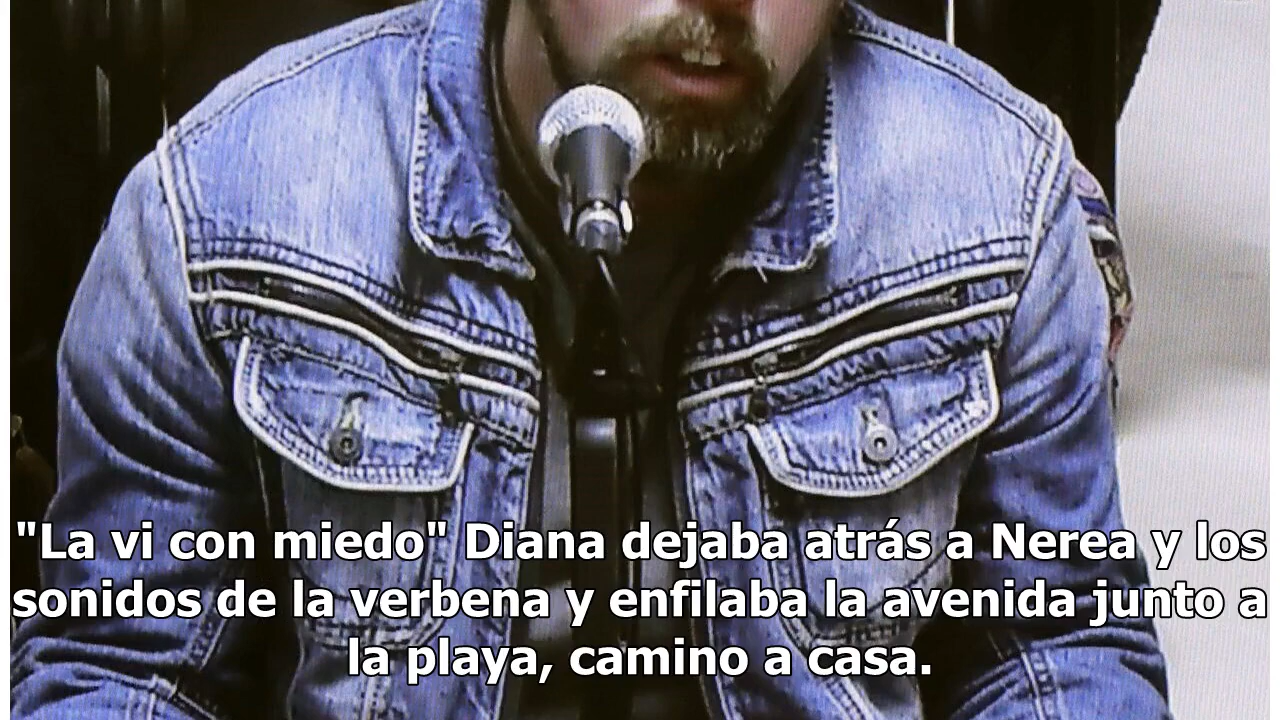 "La vi con miedo" Diana dejaba atrás a Nerea y los
sonidos de la verbena y enfilaba la avenida junto a
la playa, camino a casa.